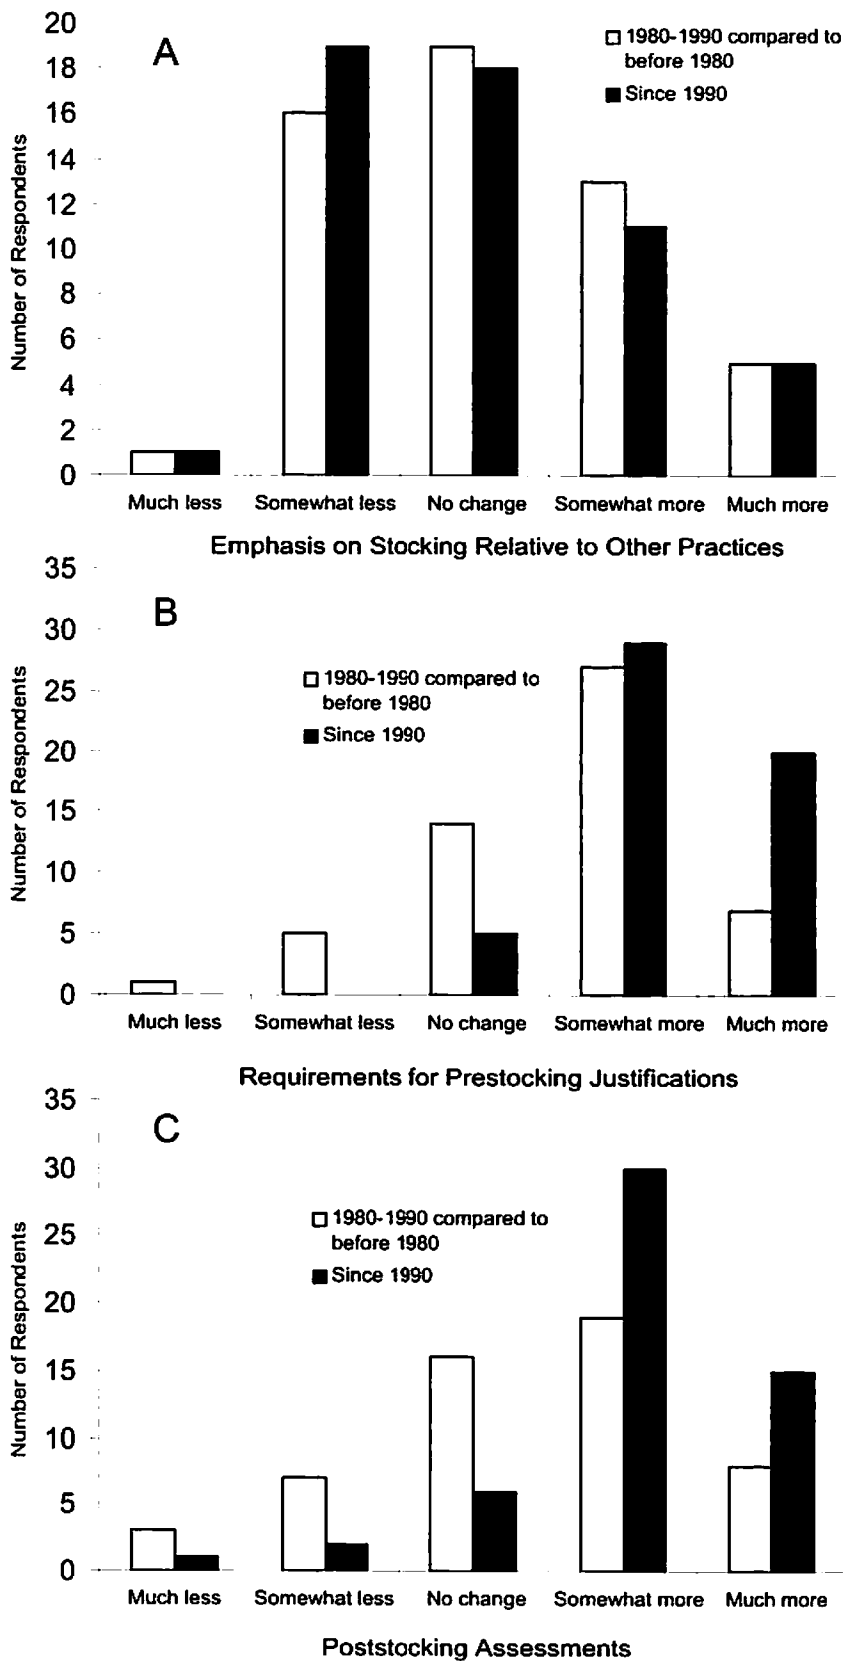 A
1980-1990 compared to
before 1980
Since 1990
Number of Respondents
20
18
16
14
12
10
8
6
4
2
0
Much less Somewhat less No change Somewhat more Much more
Emphasis on Stocking Relative to Other Practices
B
1980-1990 compared to
before 1980
Since 1990
Number of Respondents
35
30
25
20
15
10
5
0
Much less Somewhat less No change Somewhat more Much more
Requirements for Prestocking Justifications
C
1980-1990 compared to
before 1980
Since 1990
Number of Respondents
35
30
25
20
15
10
5
0
Much less Somewhat less No change Somewhat more Much more
Poststocking Assessments